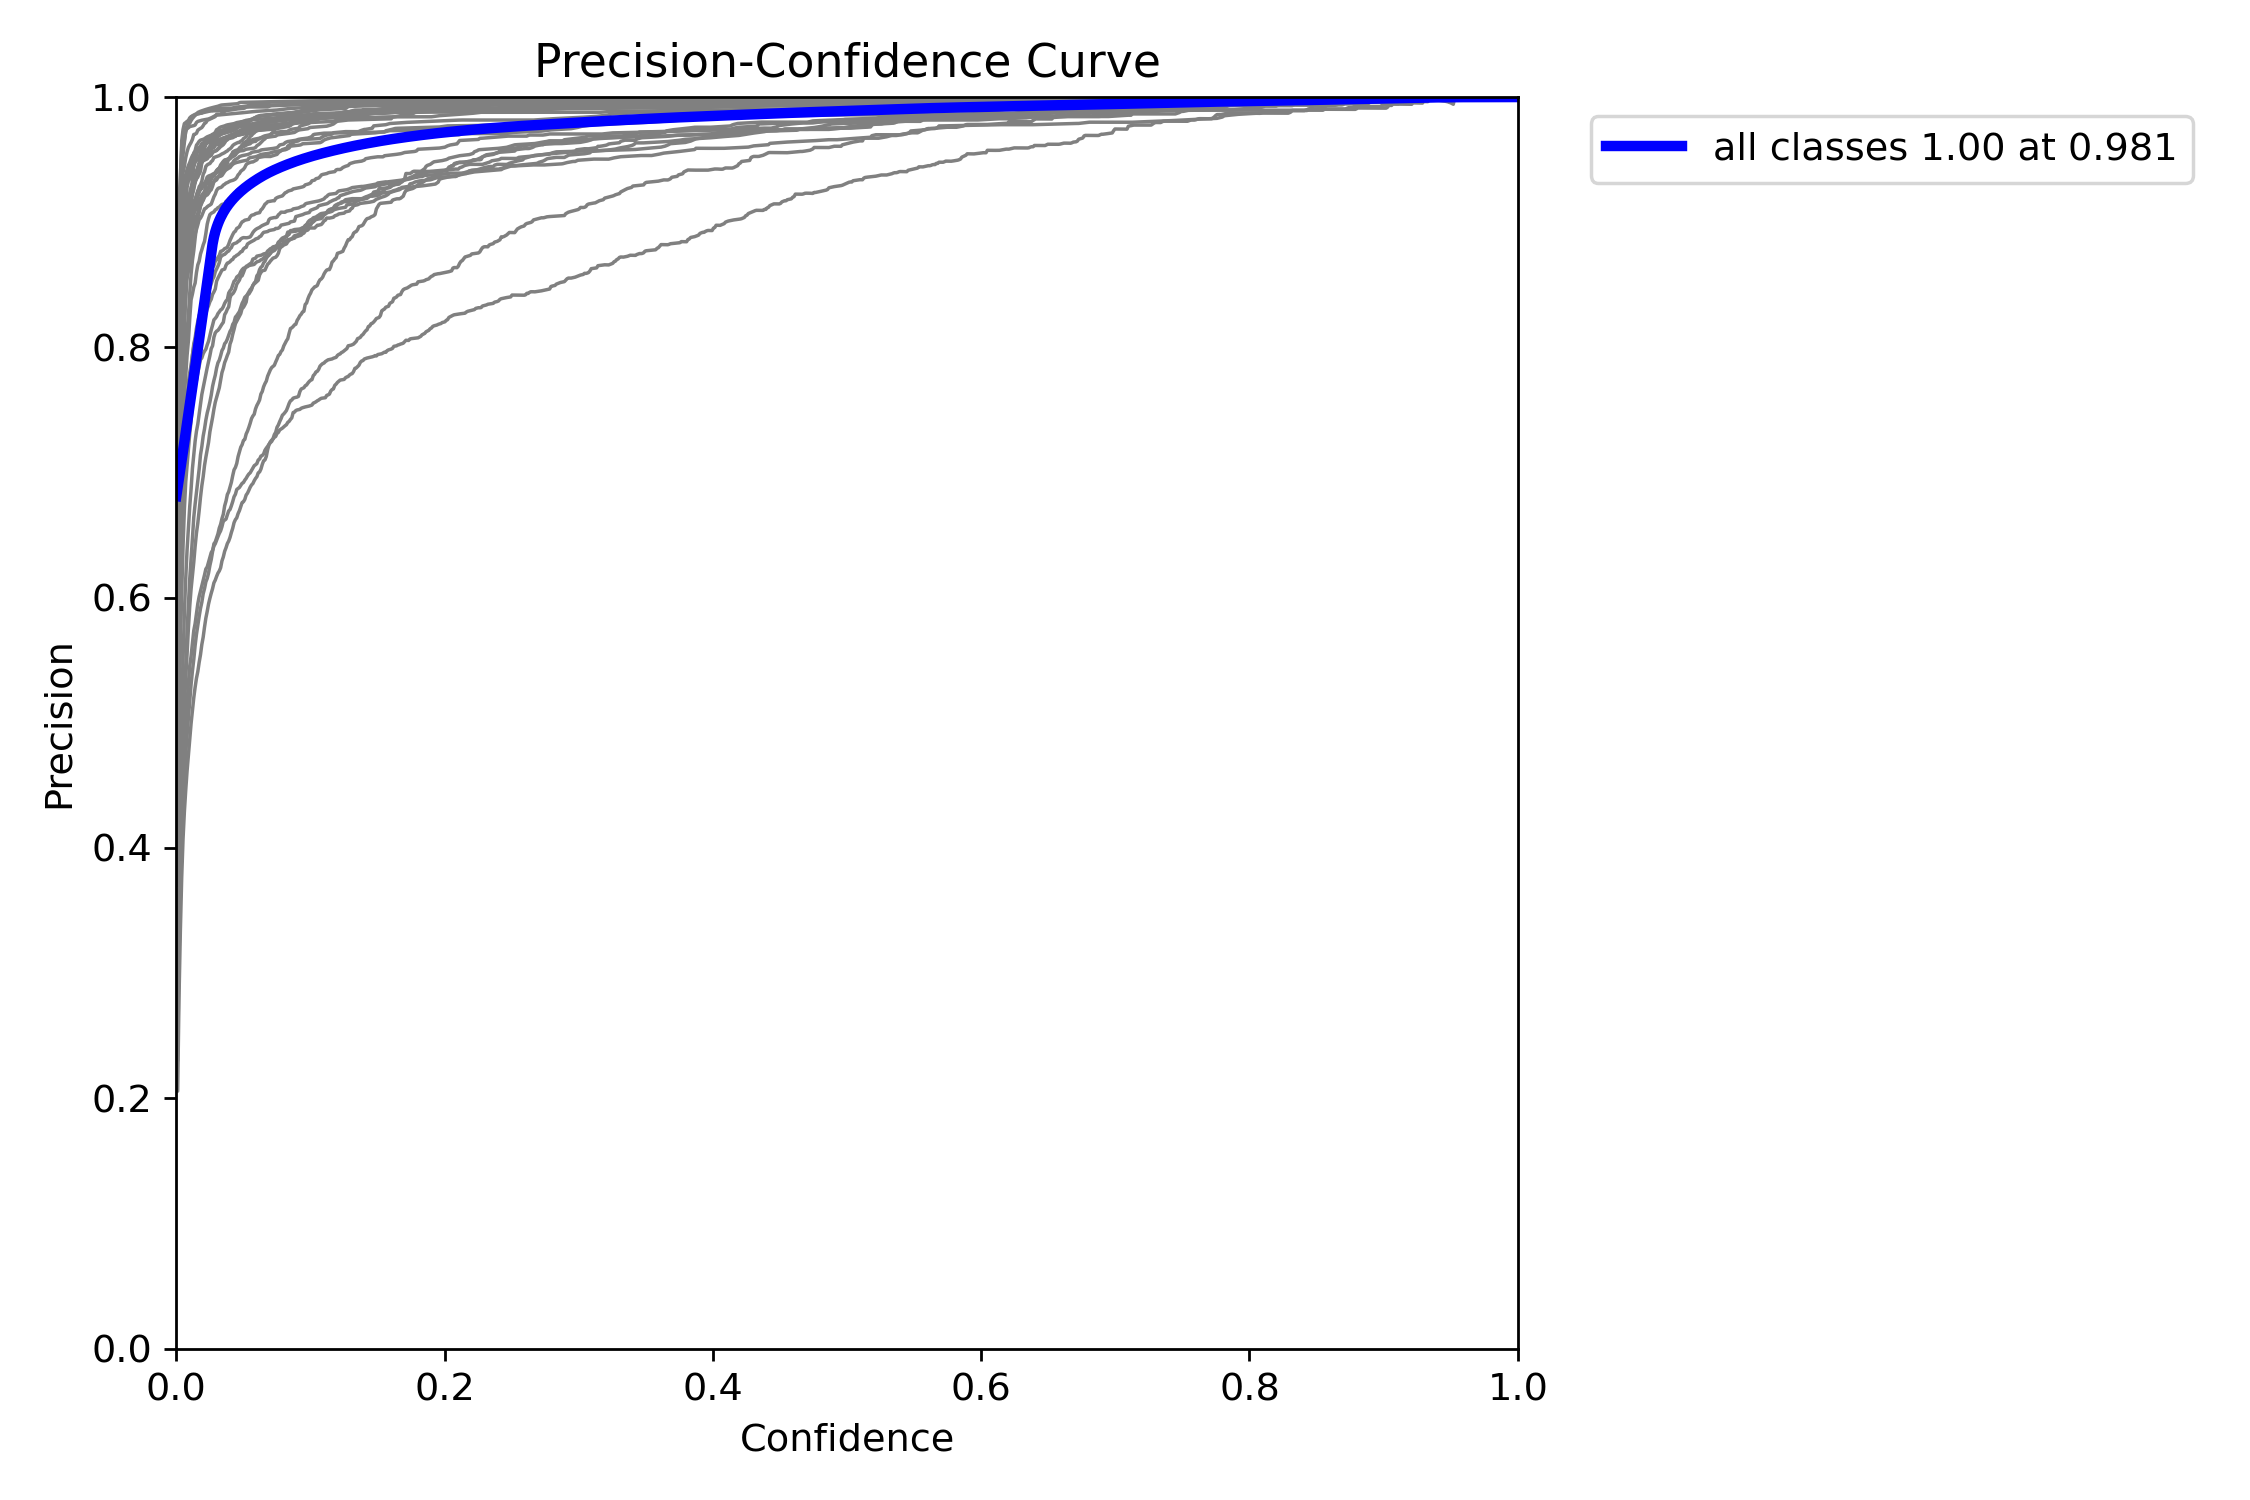 Precision-Confidence Curve
1.0
0.8
0.6
0.4
0.2
0.0
Precision
0.0 0.2 0.4 0.6 0.8 1.0
Confidence
all classes 1.00 at 0.981